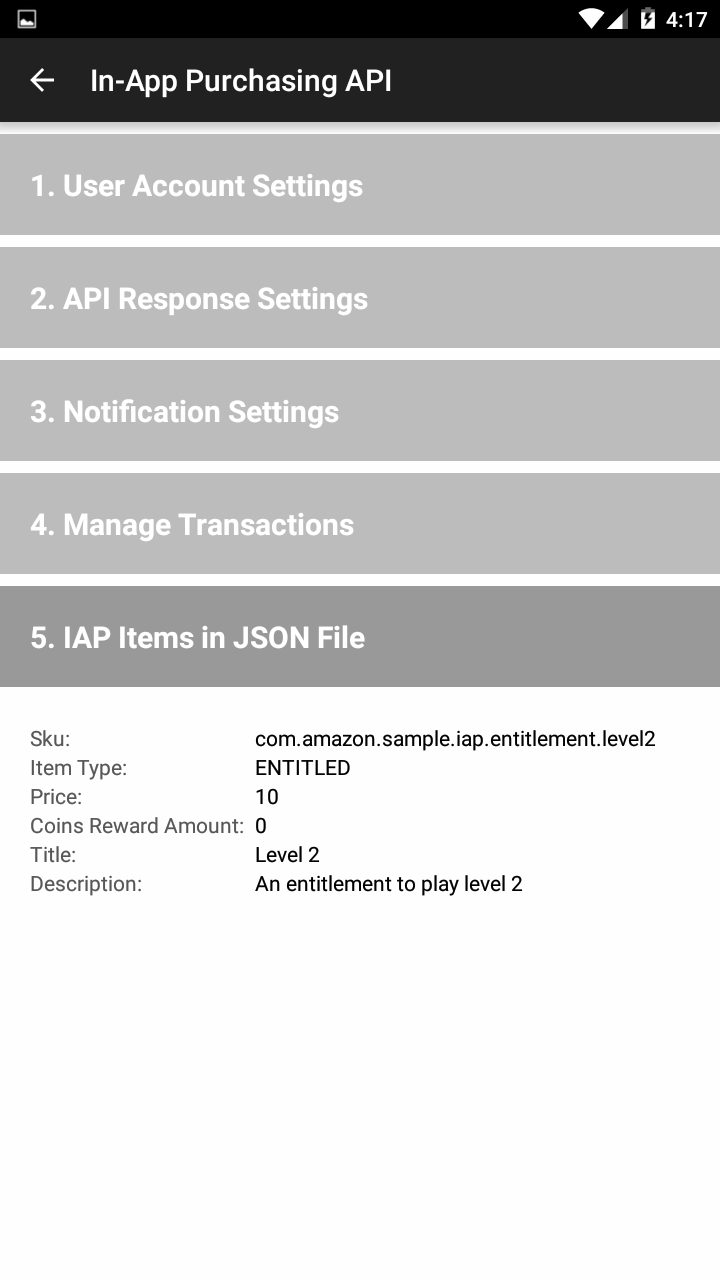 4:17
In-App Purchasing API
1. User Account Settings
2. API Response Settings
3. Notification Settings
4. Manage Transactions
5. IAP Items in JSON File
Sku: com.amazon.sample.iap.entitlement.level2
Item Type: ENTITLED
Price: 10
Coins Reward Amount: 0
Title: Level 2
Description: An entitlement to play level 2